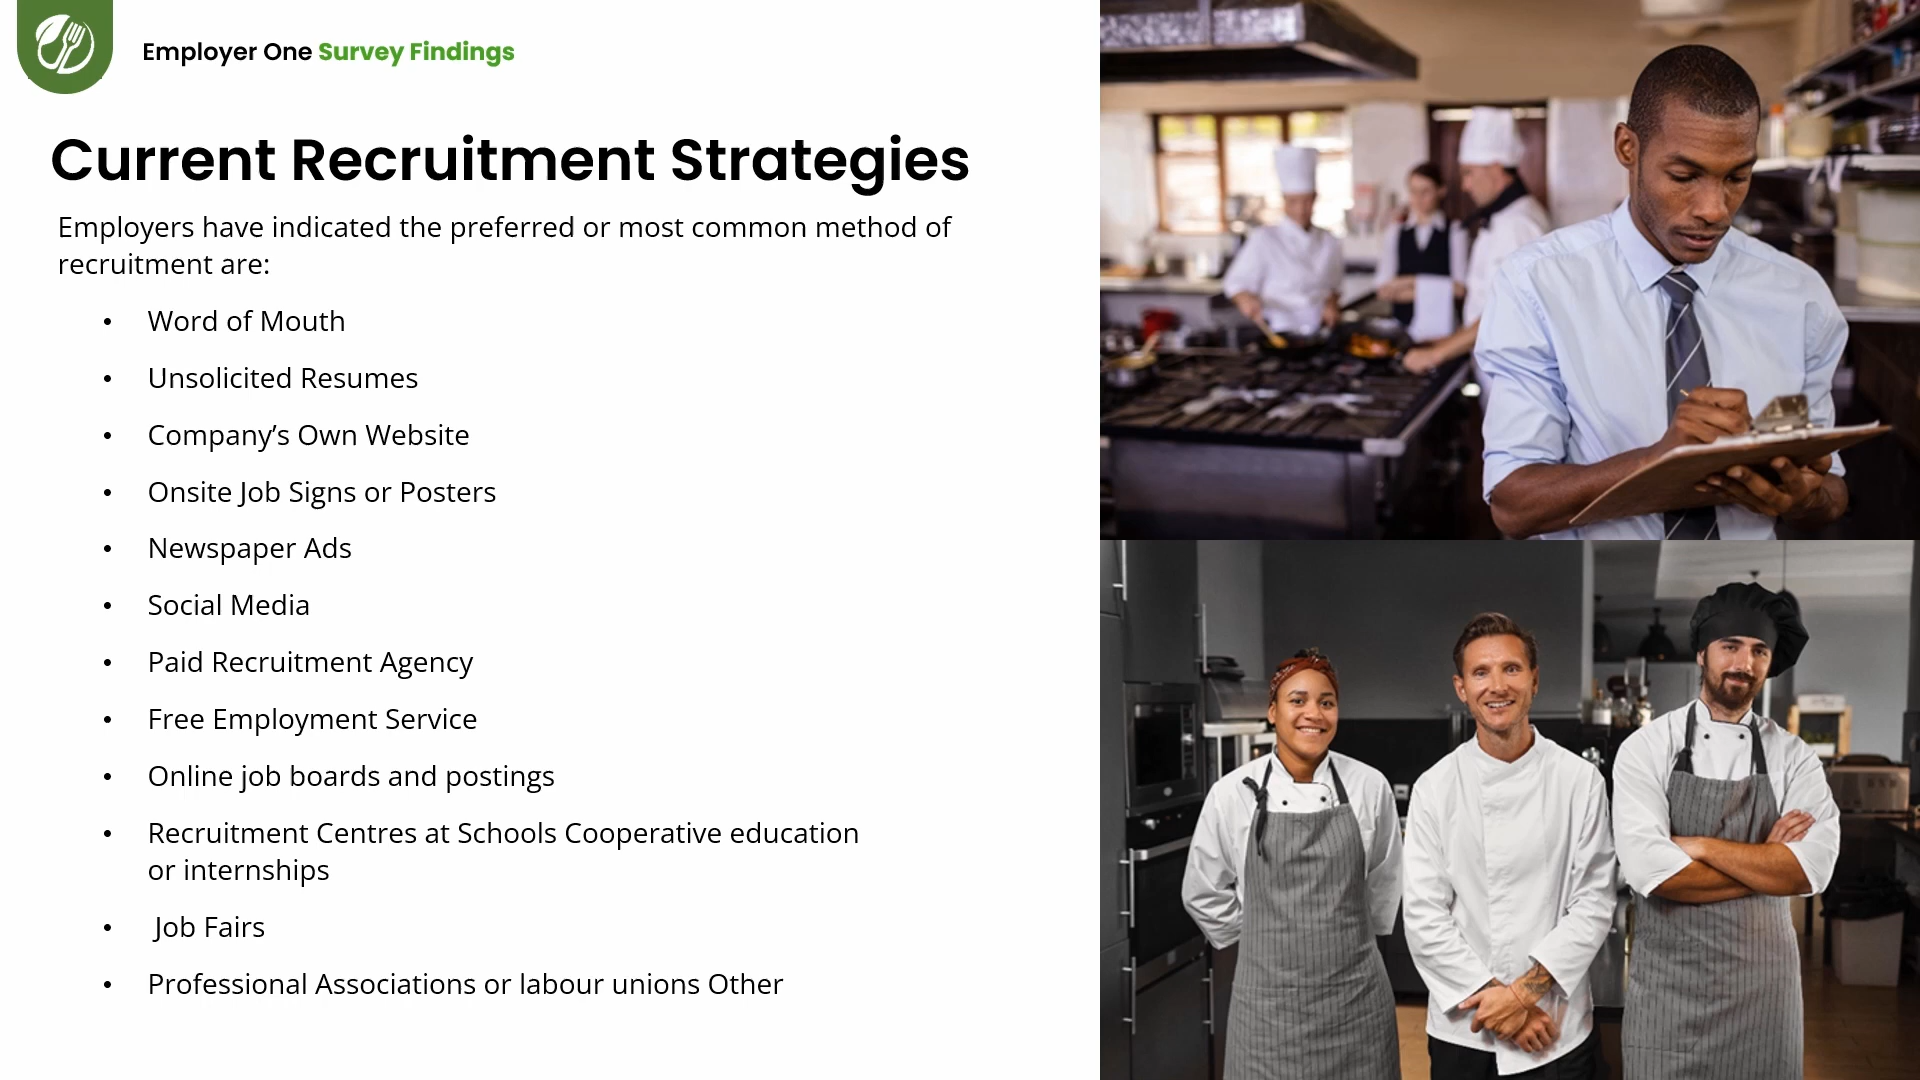 Employer One Survey Findings
Current Recruitment Strategies
Employers have indicated the preferred or most common method of
recruitment are:
• Word of Mouth
• Unsolicited Resumes
• Company’s Own Website
• Onsite Job Signs or Posters
• Newspaper Ads
• Social Media
• Paid Recruitment Agency
• Free Employment Service
• Online job boards and postings
• Recruitment Centres at Schools Cooperative education
or internships
• Job Fairs
• Professional Associations or labour unions Other